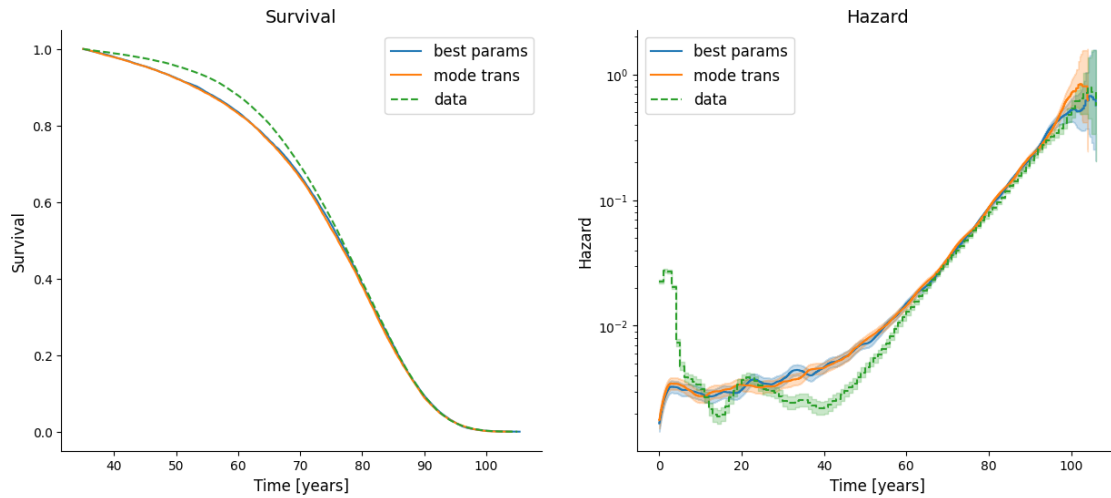 Survival
1.0
0.8
0.6
0.4
0.2
0.0
Survival
40 50 60 70 80 90 100
Time [years]
best params
mode trans
data
Hazard
10⁰
10⁻¹
10⁻²
Hazard
0 20 40 60 80 100
Time [years]
best params
mode trans
data